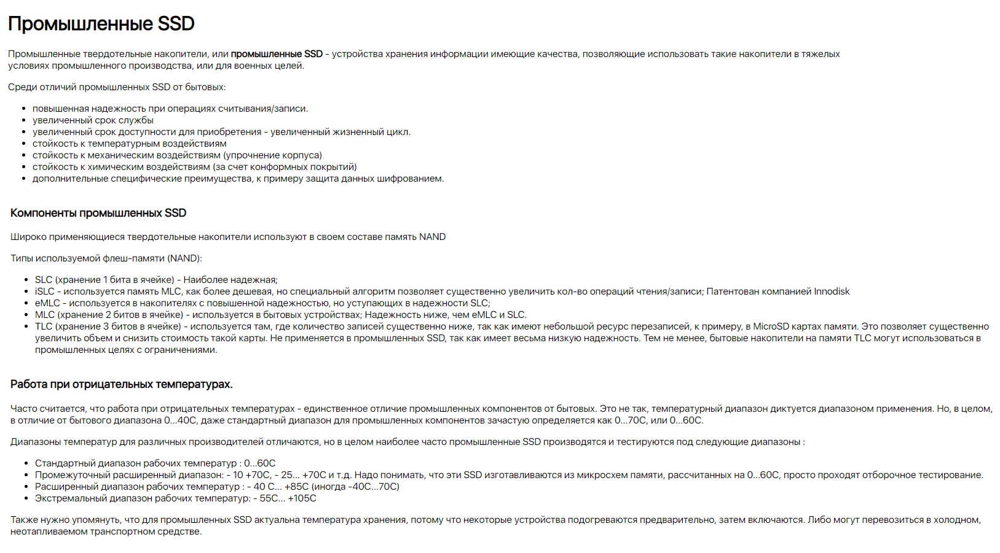 Промышленные SSD
Промышленные твердотельные накопители, или промышленные SSD - устройства хранения информации имеющие качества, позволяющие использовать такие накопители в тяжелых
условиях промышленного производства, или для военных целей.
Среди отличий промышленных SSD от бытовых:
• повышенная надежность при операциях считывания/записи.
• увеличенный срок службы
• увеличенный срок доступности для приобретения - увеличенный жизненный цикл.
• стойкость к температурным воздействиям
• стойкость к механическим воздействиям (упрочнение корпуса)
• стойкость к химическим воздействиям (за счет конформных покрытий)
• дополнительные специфические преимущества, к примеру защита данных шифрованием.
Компоненты промышленных SSD
Широко применяющиеся твердотельные накопители используют в своем составе память NAND
Типы используемой флеш-памяти (NAND):
• SLC (хранение 1 бита в ячейке) - Наиболее надежная;
• iSLC - используется память MLC, как более дешевая, но специальный алгоритм позволяет существенно увеличить кол-во операций чтения/записи; Патентован компанией Innodisk
• eMLC - используется в накопителях с повышенной надежностью, но уступающих в надежности SLC;
• MLC (хранение 2 битов в ячейке) - используется в бытовых устройствах; Надежность ниже, чем eMLC и SLC.
• TLC (хранение 3 битов в ячейке) - используется там, где количество записей существенно ниже, так как имеют небольшой ресурс перезаписей, к примеру, в MicroSD картах памяти. Это позволяет существенно
увеличить объем и снизить стоимость такой карты. Не применяется в промышленных SSD, так как имеет весьма низкую надежность. Тем не менее, бытовые накопители на памяти TLC могут использоваться в
промышленных целях с ограничениями.
Работа при отрицательных температурах.
Часто считается, что работа при отрицательных температурах - единственное отличие промышленных компонентов от бытовых. Это не так, температурный диапазон диктуется диапазоном применения. Но, в целом,
в отличие от бытового диапазона 0...40С, даже стандартный диапазон для промышленных компонентов зачастую определяется как 0...70С, или 0...60С.
Диапазоны температур для различных производителей отличаются, но в целом наиболее часто промышленные SSD производятся и тестируются под следующие диапазоны :
• Стандартный диапазон рабочих температур : 0...60С
• Промежуточный расширенный диапазон: - 10 +70С, - 25... +70С и т.д. Надо понимать, что эти SSD изготавливаются из микросхем памяти, рассчитанных на 0...60С, просто проходят отборочное тестирование.
• Расширенный диапазон рабочих температур : - 40 С... +85С (иногда -40С...70С)
• Экстремальный диапазон рабочих температур: - 55С... +105С
Также нужно упомянуть, что для промышленных SSD актуальна температура хранения, потому что некоторые устройства подогреваются предварительно, затем включаются. Либо могут перевозиться в холодном,
неотапливаемом транспортном средстве.